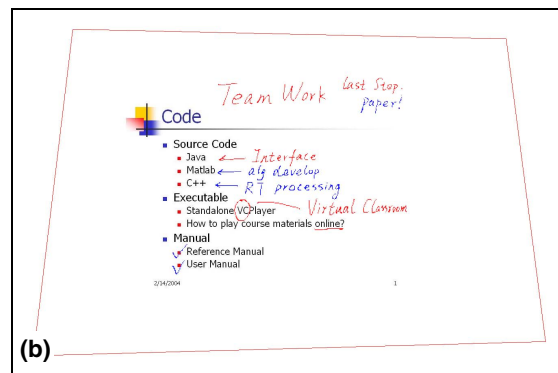 Team Work Last Stop.
paper!
Code
Source Code
Java Interface
Matlab alg develop
C++ RT processing
Executable
Standalone VCPlayer Virtual Classroom
How to play course materials online?
Manual
Reference Manual
User Manual
2/14/2004 1
(b)